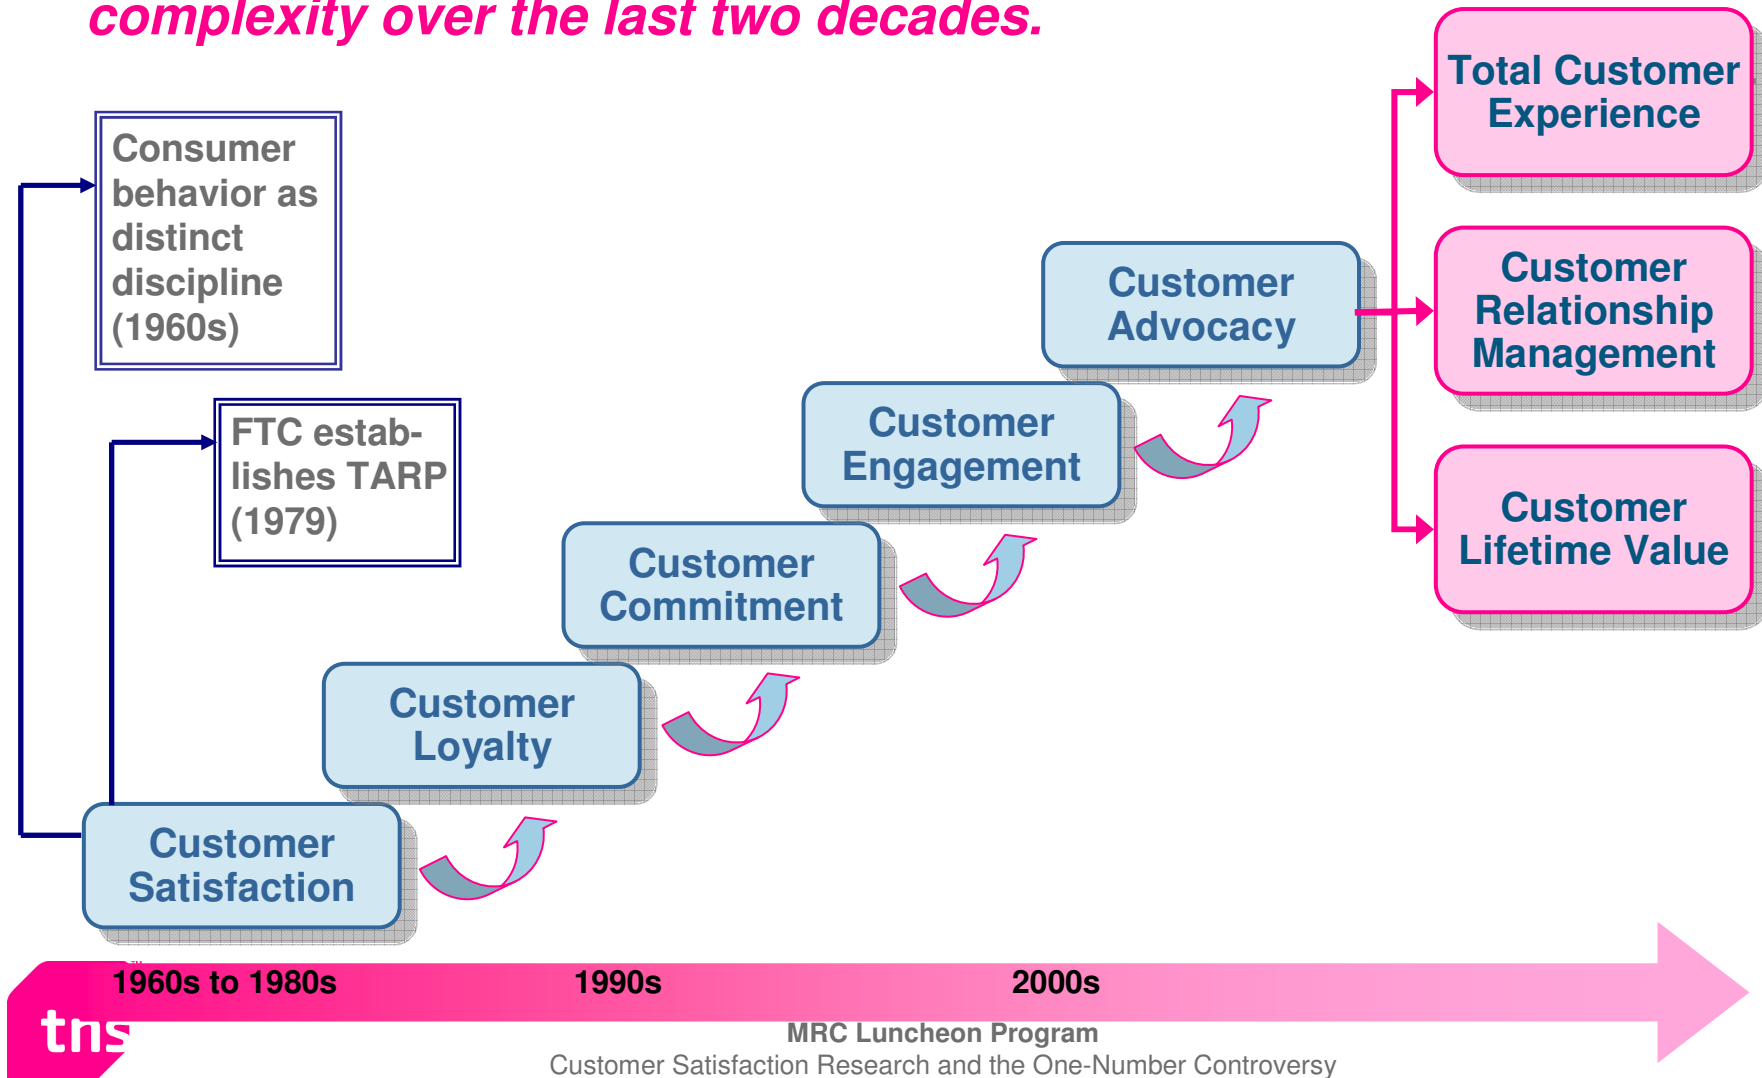 complexity over the last two decades.
Total Customer
Experience
Consumer
behavior as
distinct
discipline
(1960s)
Customer
Relationship
Management
Customer
Advocacy
FTC estab-
lishes TARP
(1979)
Customer
Engagement
Customer
Lifetime Value
Customer
Commitment
Customer
Loyalty
Customer
Satisfaction
1960s to 1980s
1990s
2000s
tns
MRC Luncheon Program
Customer Satisfaction Research and the One-Number Controversy